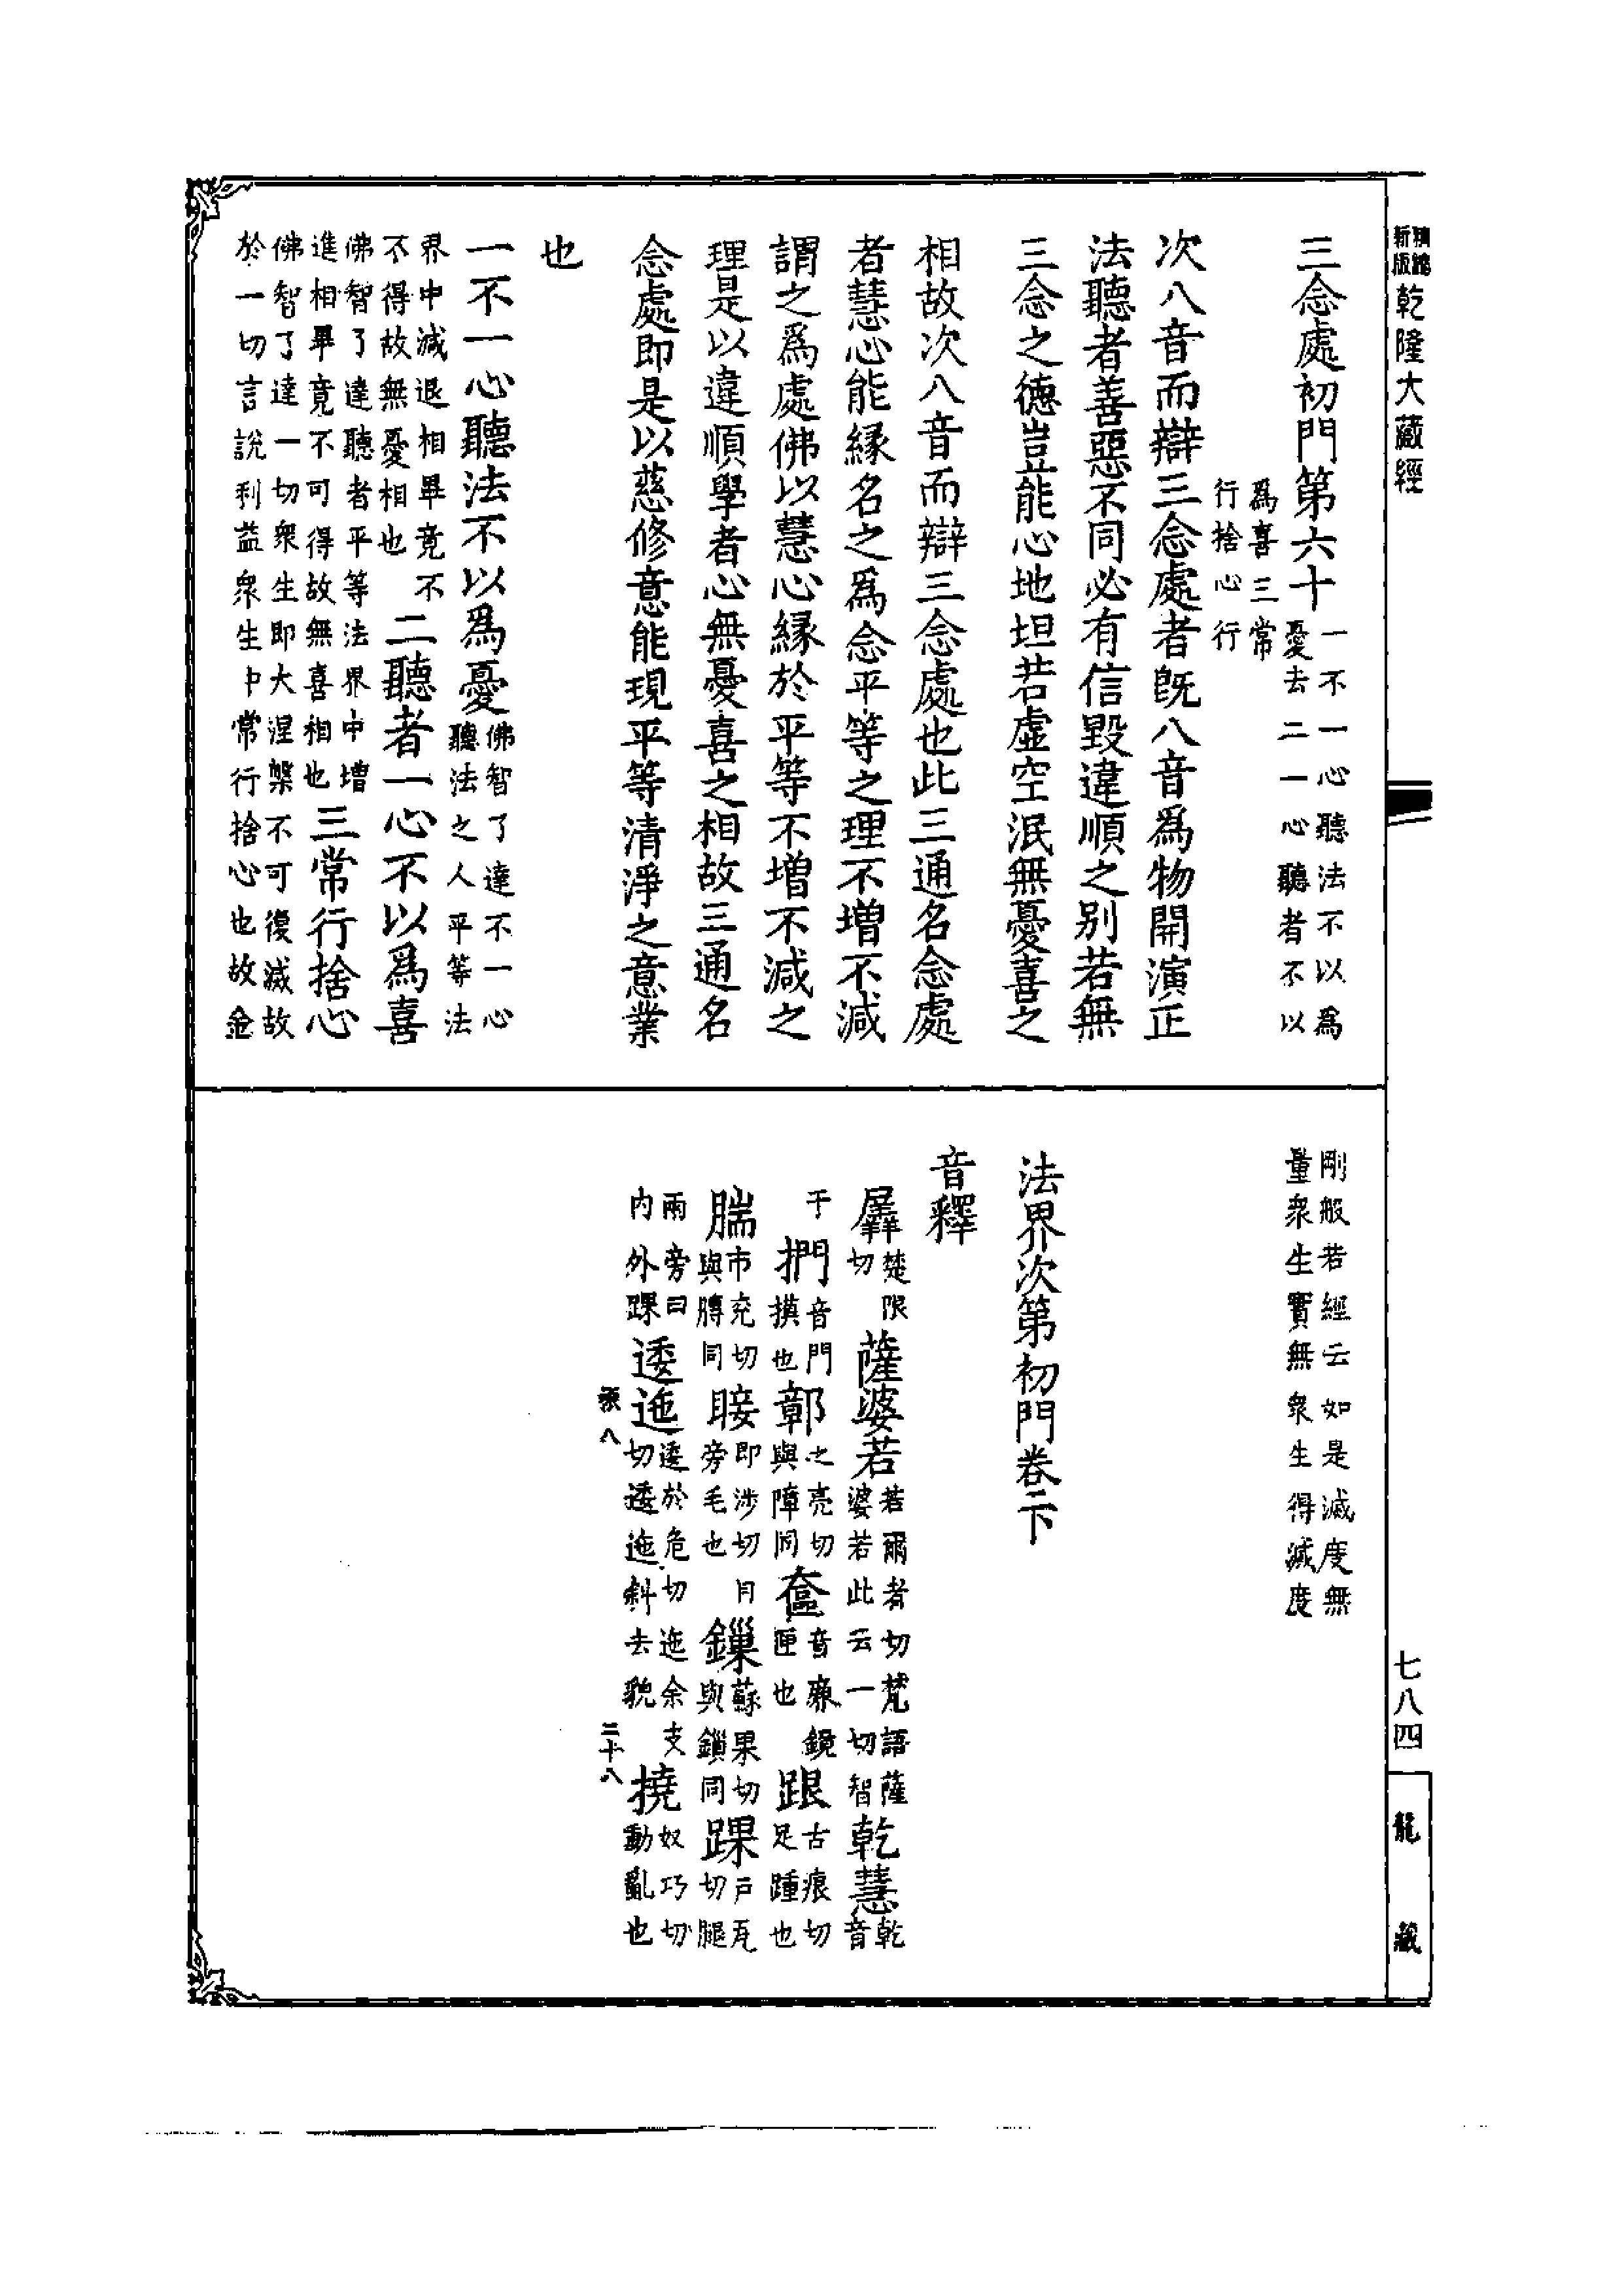 新版
精縮
乾隆大藏經
三念處初門第六十
一不一心聽法不以爲
憂去二一心聽者不以
爲喜三常
行捨心行
次八音而辯三念處者旣八音爲物開演正
法聽者善惡不同必有信毀違順之別若無
三念之德豈能心地坦若虛空泯無憂喜之
相故次八音而辯三念處也此三通名念處
者慧心能緣名之爲念平等之理不增不減
謂之爲處佛以慧心緣於平等不增不減之
理是以違順學者心無憂喜之相故三通名
念處即是以慈修意能現平等清淨之意業
也
一不一心聽法不以爲憂
佛智了達不一心
聽法之人平等法
界中減退相畢竟不
不得故無憂相也
二聽者一心不以爲喜
佛智了達聽者平等法界中增
進相畢竟不可得故無喜相也
三常行捨心
佛智了達一切衆生即大涅槃不可復滅故
於一切言說利益衆生中常行捨心也故金
剛般若經云如是滅度無
量衆生實無衆生得滅度
法界次第初門卷下
音釋
羼
楚限
切
薩婆若
若爾者切梵語薩
婆若此云一切智
乾慧
乾
音
干
捫
音門
摸也
鄣
之亮切
與障同
奩
音廉鏡
匣也
跟
古痕切
足踵也
腨
市兖切
與膊同
䀹
即涉切目
旁毛也
鏁
蘇果切
與鎖同
踝
戶瓦
切腿
兩旁曰
內外踝
逶迤
逶於危切迤余支
切逶迤斜去貌
撓
奴巧切
動亂也
八
三十八
七八四
龍藏